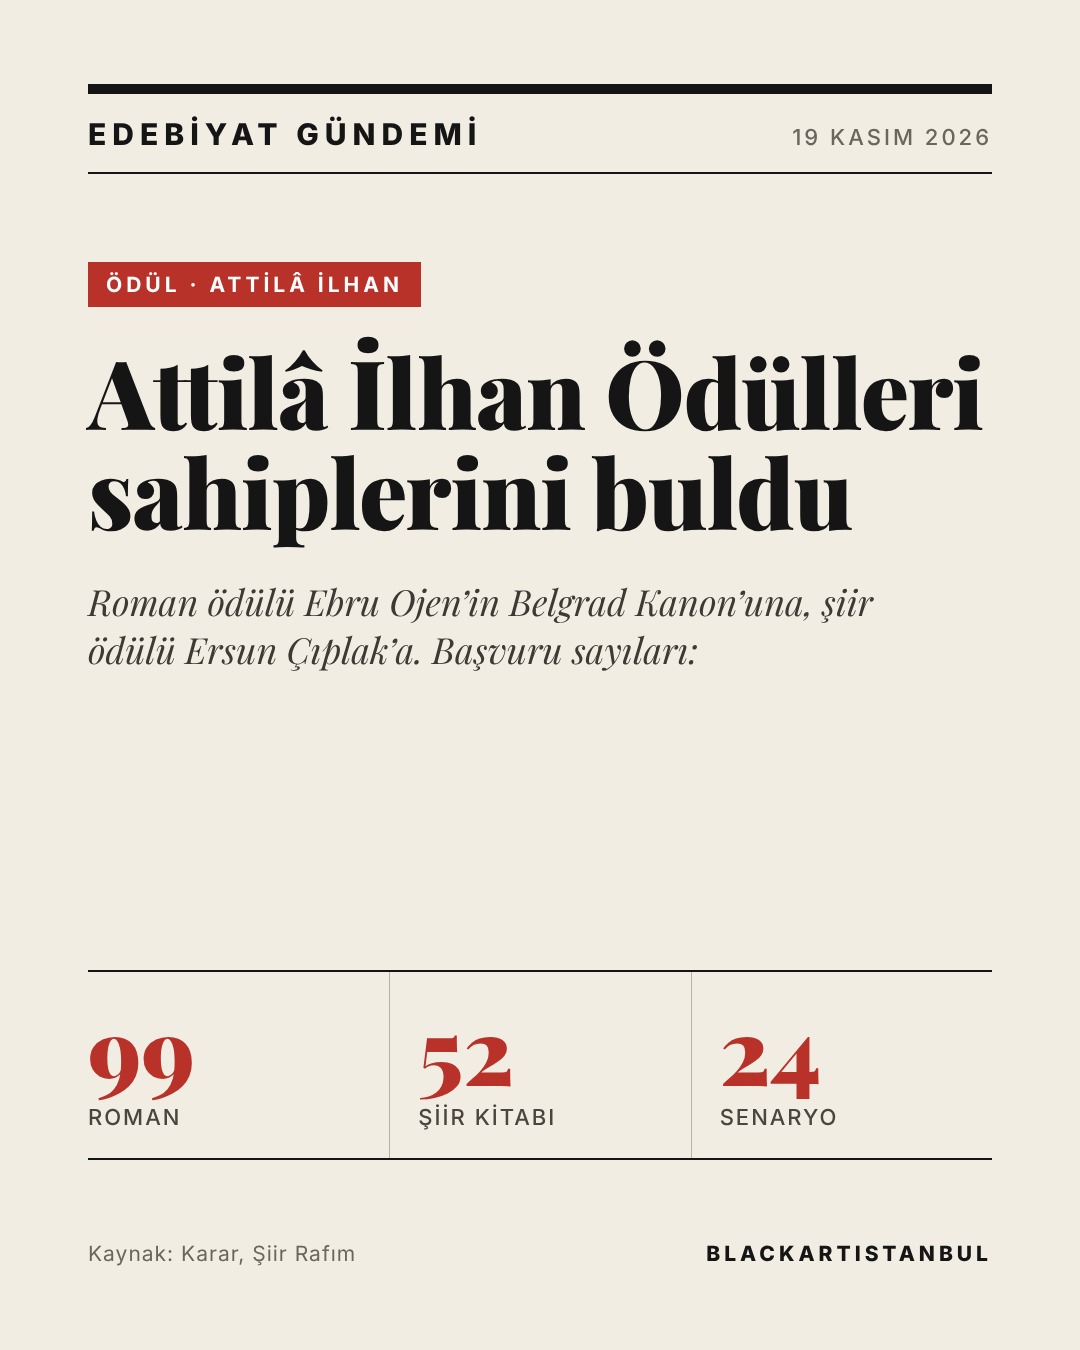 EDEBİYAT GÜNDEMİ
19 KASIM 2026
ÖDÜL · ATTİLÂ İLHAN
Attilâ İlhan Ödülleri
sahiplerini buldu
Roman ödülü Ebru Ojen’in Belgrad Kanon’una, şiir
ödülü Ersun Çıplak’a. Başvuru sayıları:
99
ROMAN
52
ŞİİR KİTABI
24
SENARYO
Kaynak: Karar, Şiir Rafım
BLACKARTISTANBUL